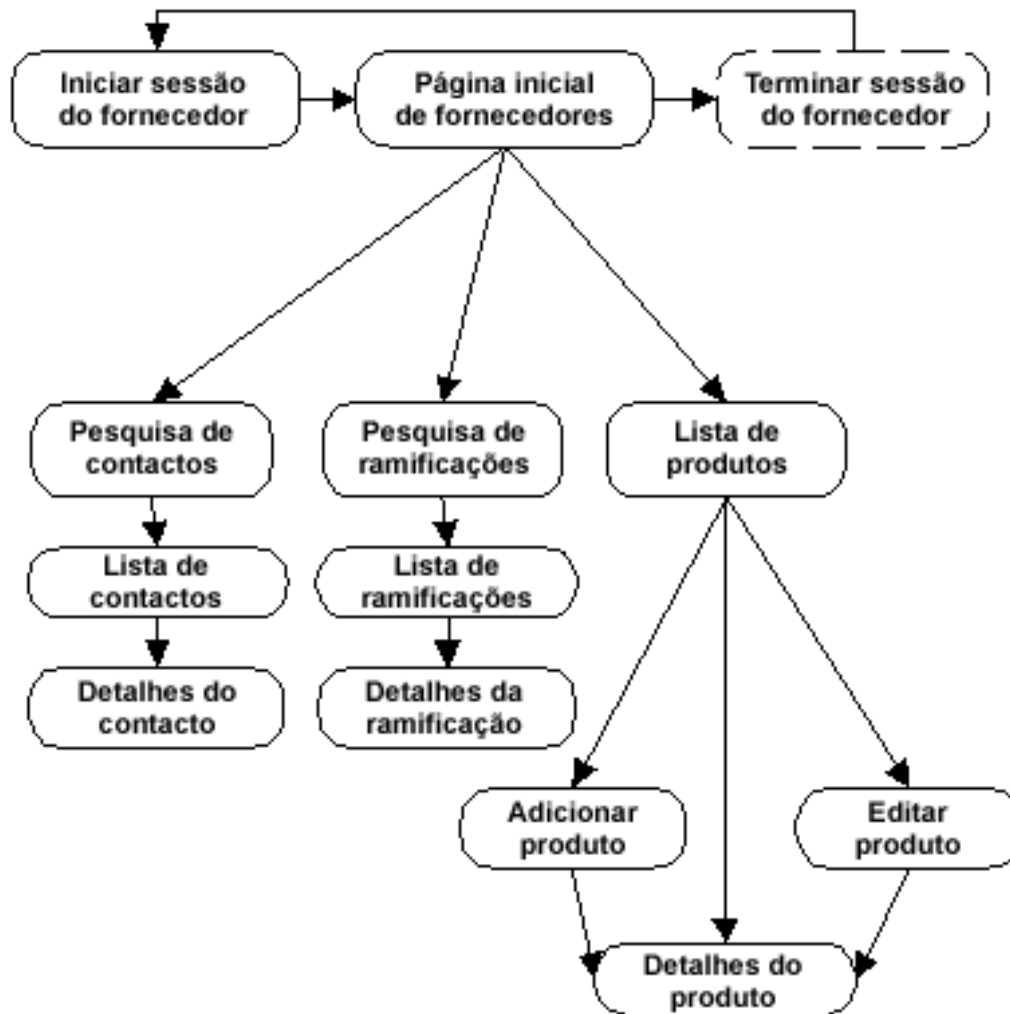 Iniciar sessão
do fornecedor
Página inicial
de fornecedores
Terminar sessão
do fornecedor
Pesquisa de
contactos
Pesquisa de
ramificações
Lista de
produtos
Lista de
contactos
Lista de
ramificações
Detalhes do
contacto
Detalhes da
ramificação
Adicionar
produto
Editar
produto
Detalhes do
produto